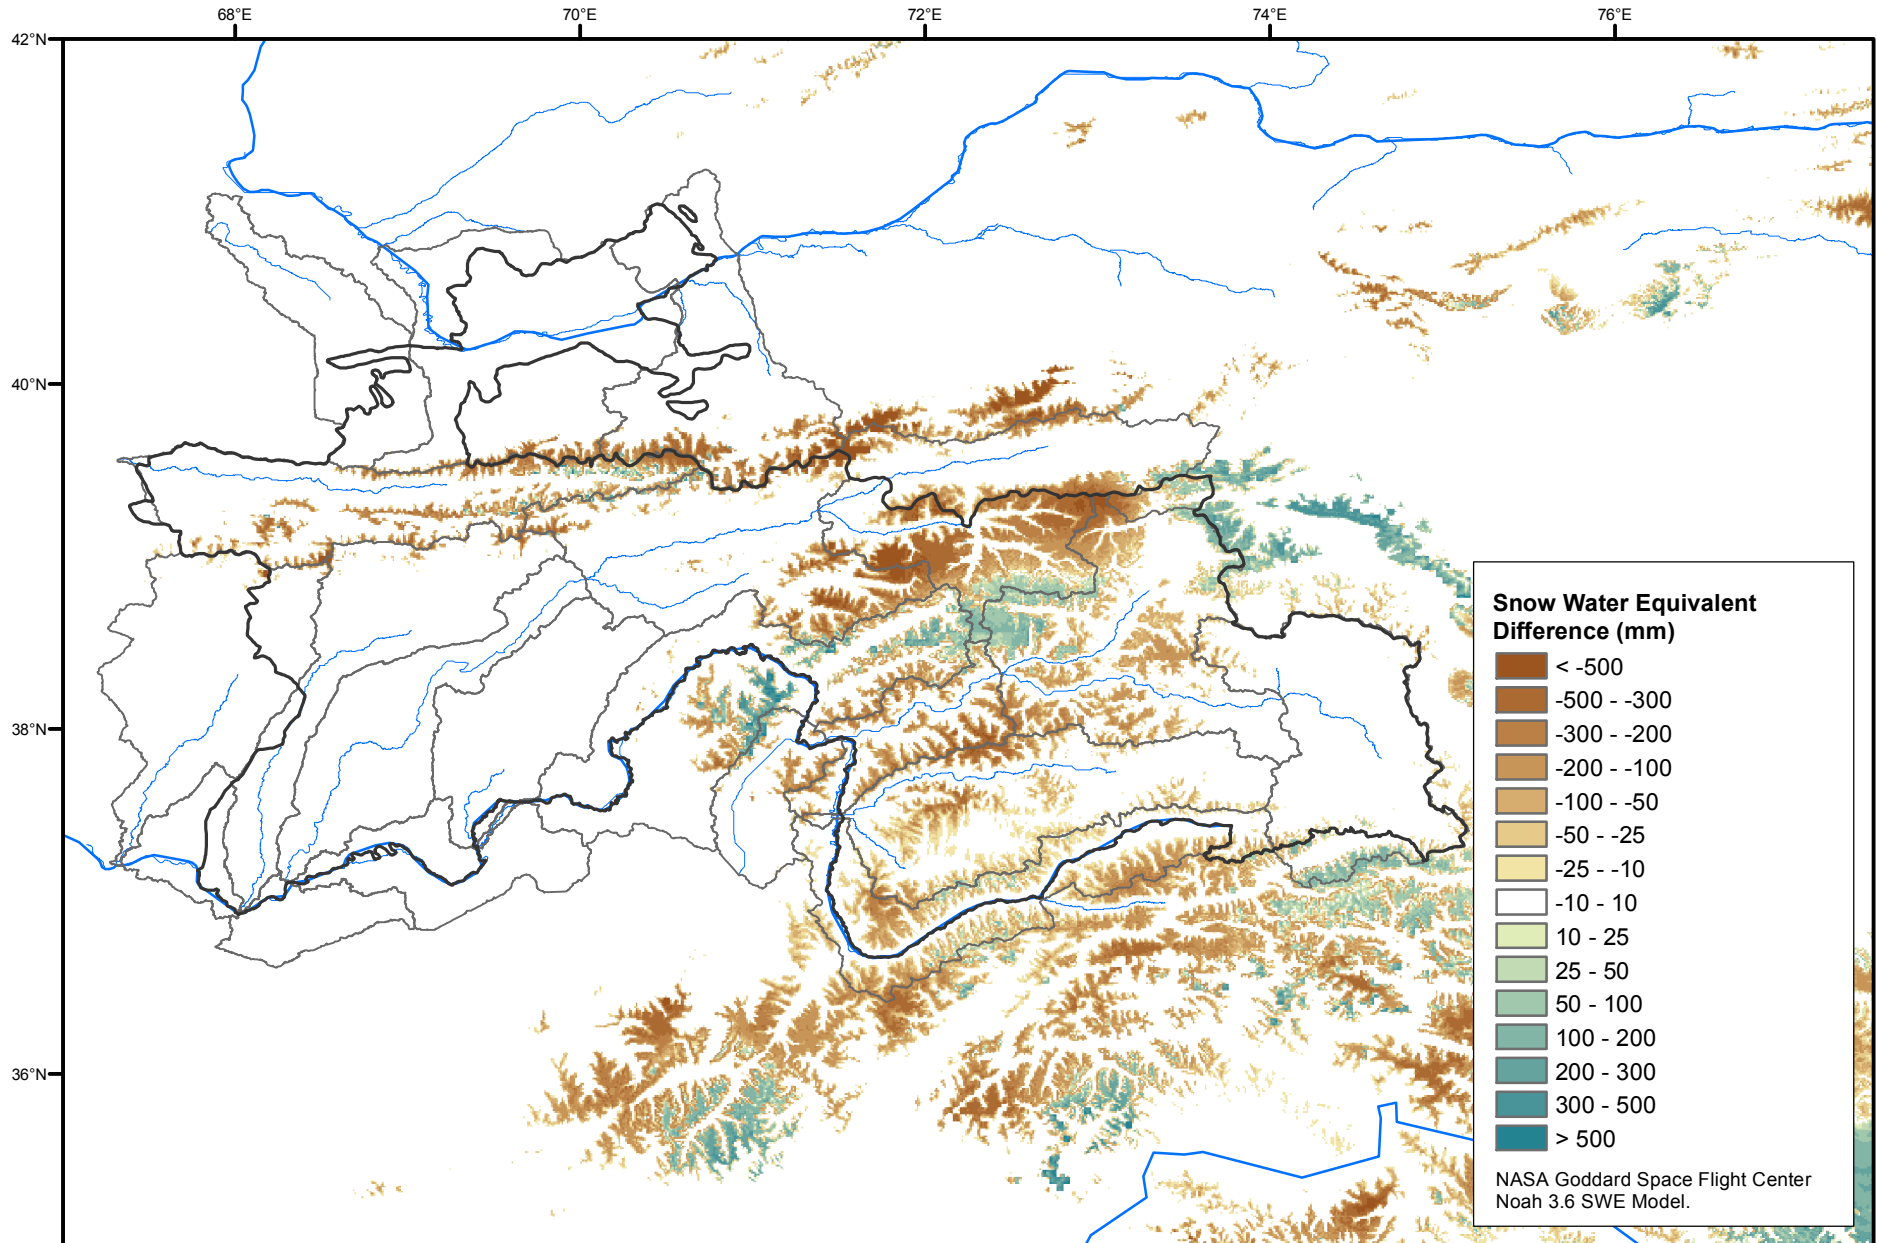 68°E
70°E
72°E
74°E
76°E
42°N
40°N
38°N
36°N
Snow Water Equivalent
Difference (mm)
< -500
-500 - -300
-300 - -200
-200 - -100
-100 - -50
-50 - -25
-25 - -10
-10 - 10
10 - 25
25 - 50
50 - 100
100 - 200
200 - 300
300 - 500
> 500
NASA Goddard Space Flight Center
Noah 3.6 SWE Model.